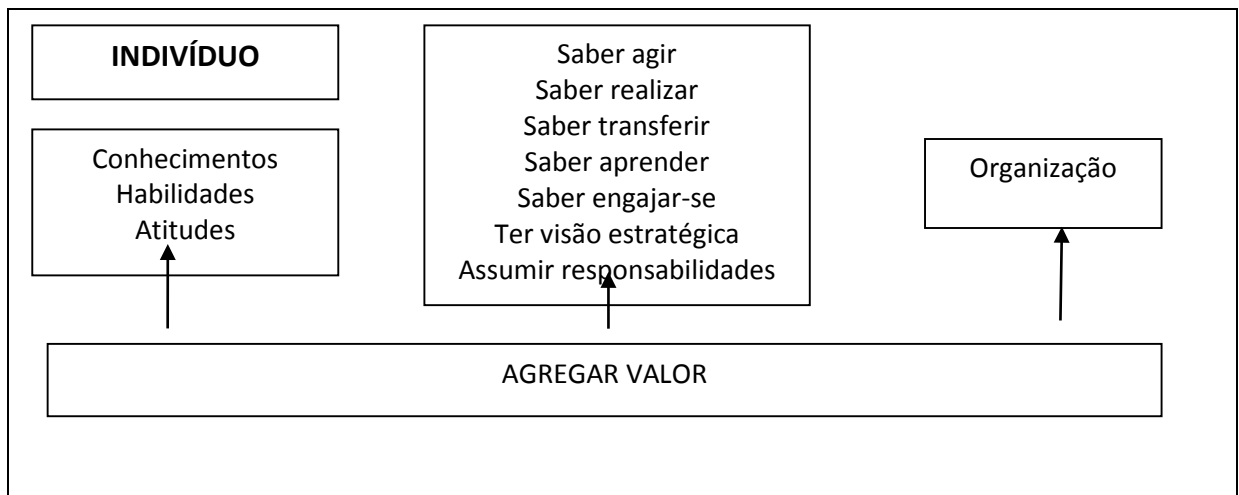 INDIVÍDUO
Conhecimentos
Habilidades
Atitudes
Saber agir
Saber realizar
Saber transferir
Saber aprender
Saber engajar-se
Ter visão estratégica
Assumir responsabilidades
Organização
AGREGAR VALOR